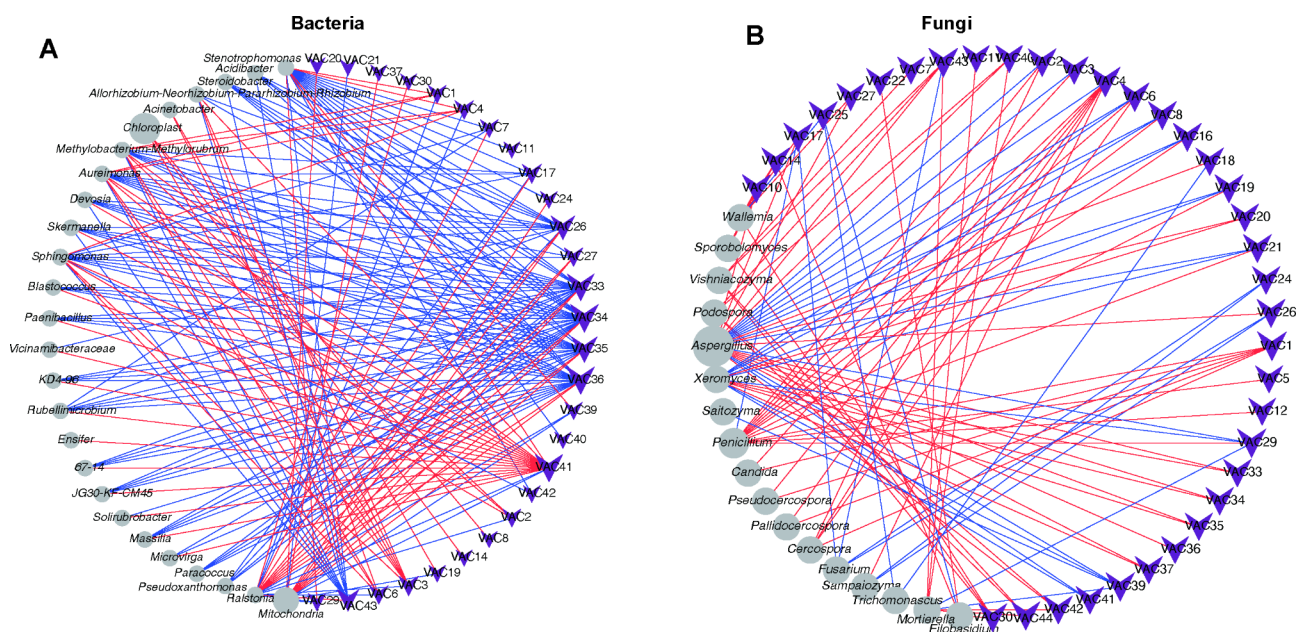 Bacteria
A
Stenotrophomonas
Acidibacter
Steroidobacter
Allorhizobium-Neorhizobium-Pararhizobium-Rhizobium
Acinetobacter
Chloroplast
Methylobacterium-Methylorubrum
Aureimonas
Devosia
Skermanella
Sphingomonas
Blastococcus
Paenibacillus
Vicinamibacteraceae
KD4-96
Rubellimicrobium
Ensifer
67-14
JG30-KF-CM45
Solirubrobacter
Massilia
Microvirga
Paracoccus
Pseudoxanthomonas
Ralstonia
Mitochondria
VAC20
VAC21
VAC37
VAC30
VAC1
VAC4
VAC7
VAC11
VAC17
VAC24
VAC26
VAC27
VAC33
VAC34
VAC35
VAC36
VAC39
VAC40
VAC41
VAC42
VAC2
VAC8
VAC14
VAC19
VAC3
VAC6
VAC43
VAC29
Fungi
B
VAC10
VAC14
VAC17
VAC25
VAC27
VAC22
VAC7
VAC43
VAC11
VAC40
VAC2
VAC3
VAC4
VAC6
VAC8
VAC16
VAC18
VAC19
VAC20
VAC21
VAC24
VAC26
VAC1
VAC5
VAC12
VAC29
VAC33
VAC34
VAC35
VAC36
VAC37
VAC39
VAC41
VAC42
VAC44
VAC30
Wallemia
Sporobolomyces
Vishniacozyma
Podospora
Aspergillus
Xeromyces
Saitozyma
Penicillium
Candida
Pseudocercospora
Pallidocercospora
Cercospora
Fusarium
Sampaiozyma
Trichomonascus
Mortierella
Filobasidium